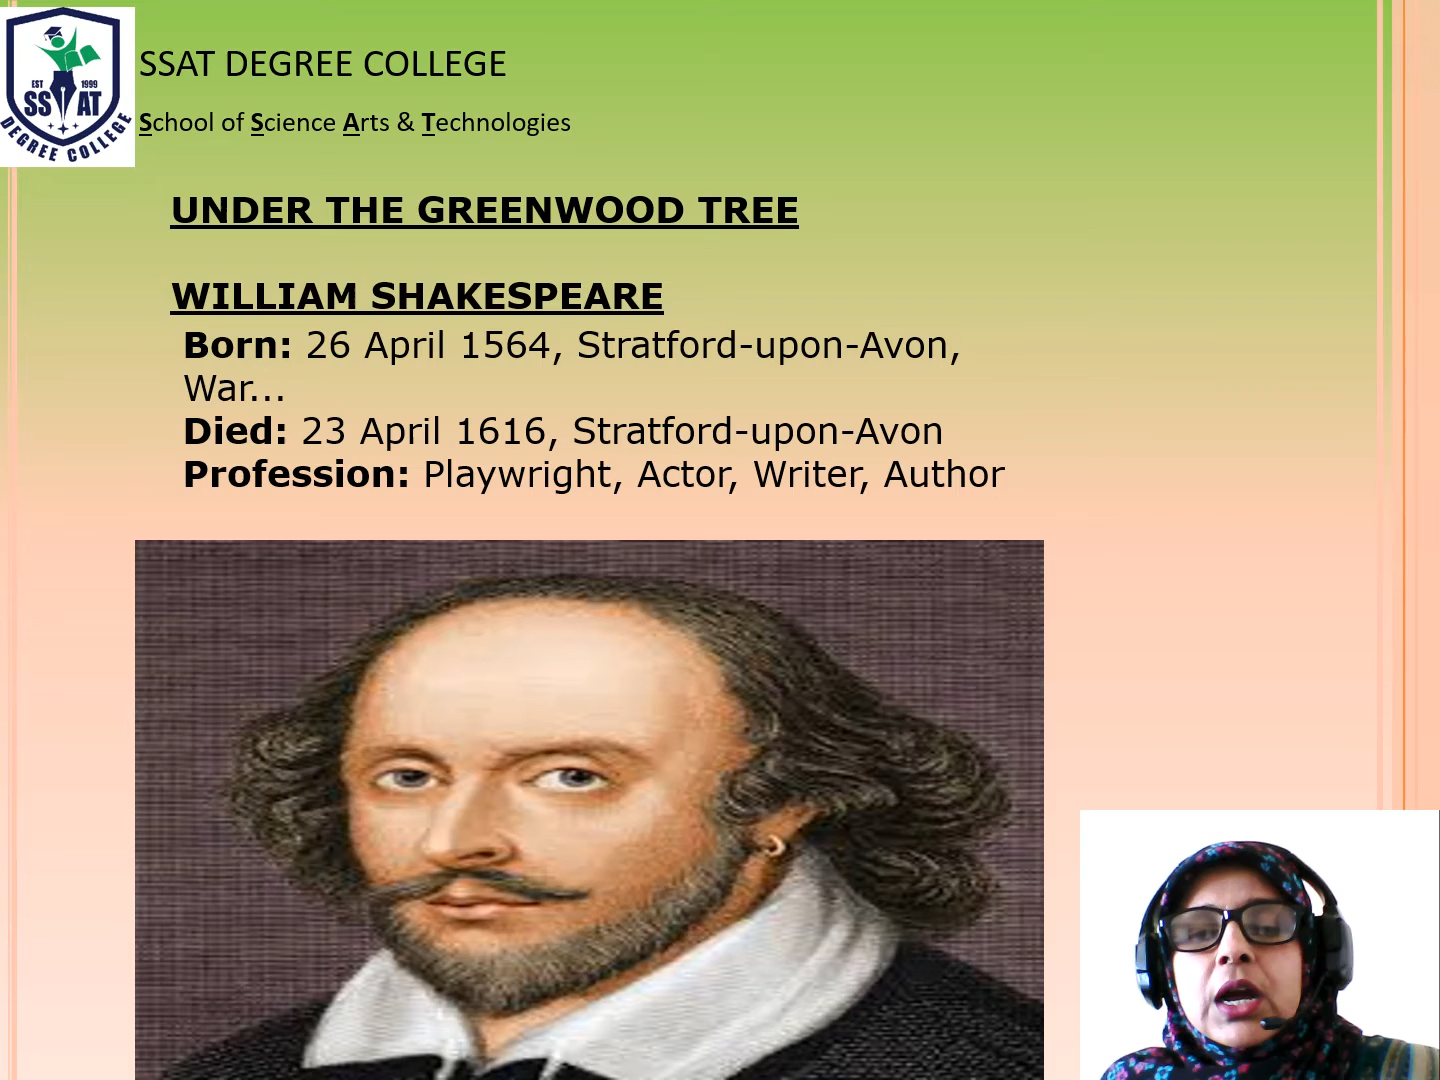 EST 1999
SS AT
DEGREE COLLEGE
SSAT DEGREE COLLEGE
School of Science Arts & Technologies
UNDER THE GREENWOOD TREE
WILLIAM SHAKESPEARE
Born: 26 April 1564, Stratford-upon-Avon,
War...
Died: 23 April 1616, Stratford-upon-Avon
Profession: Playwright, Actor, Writer, Author